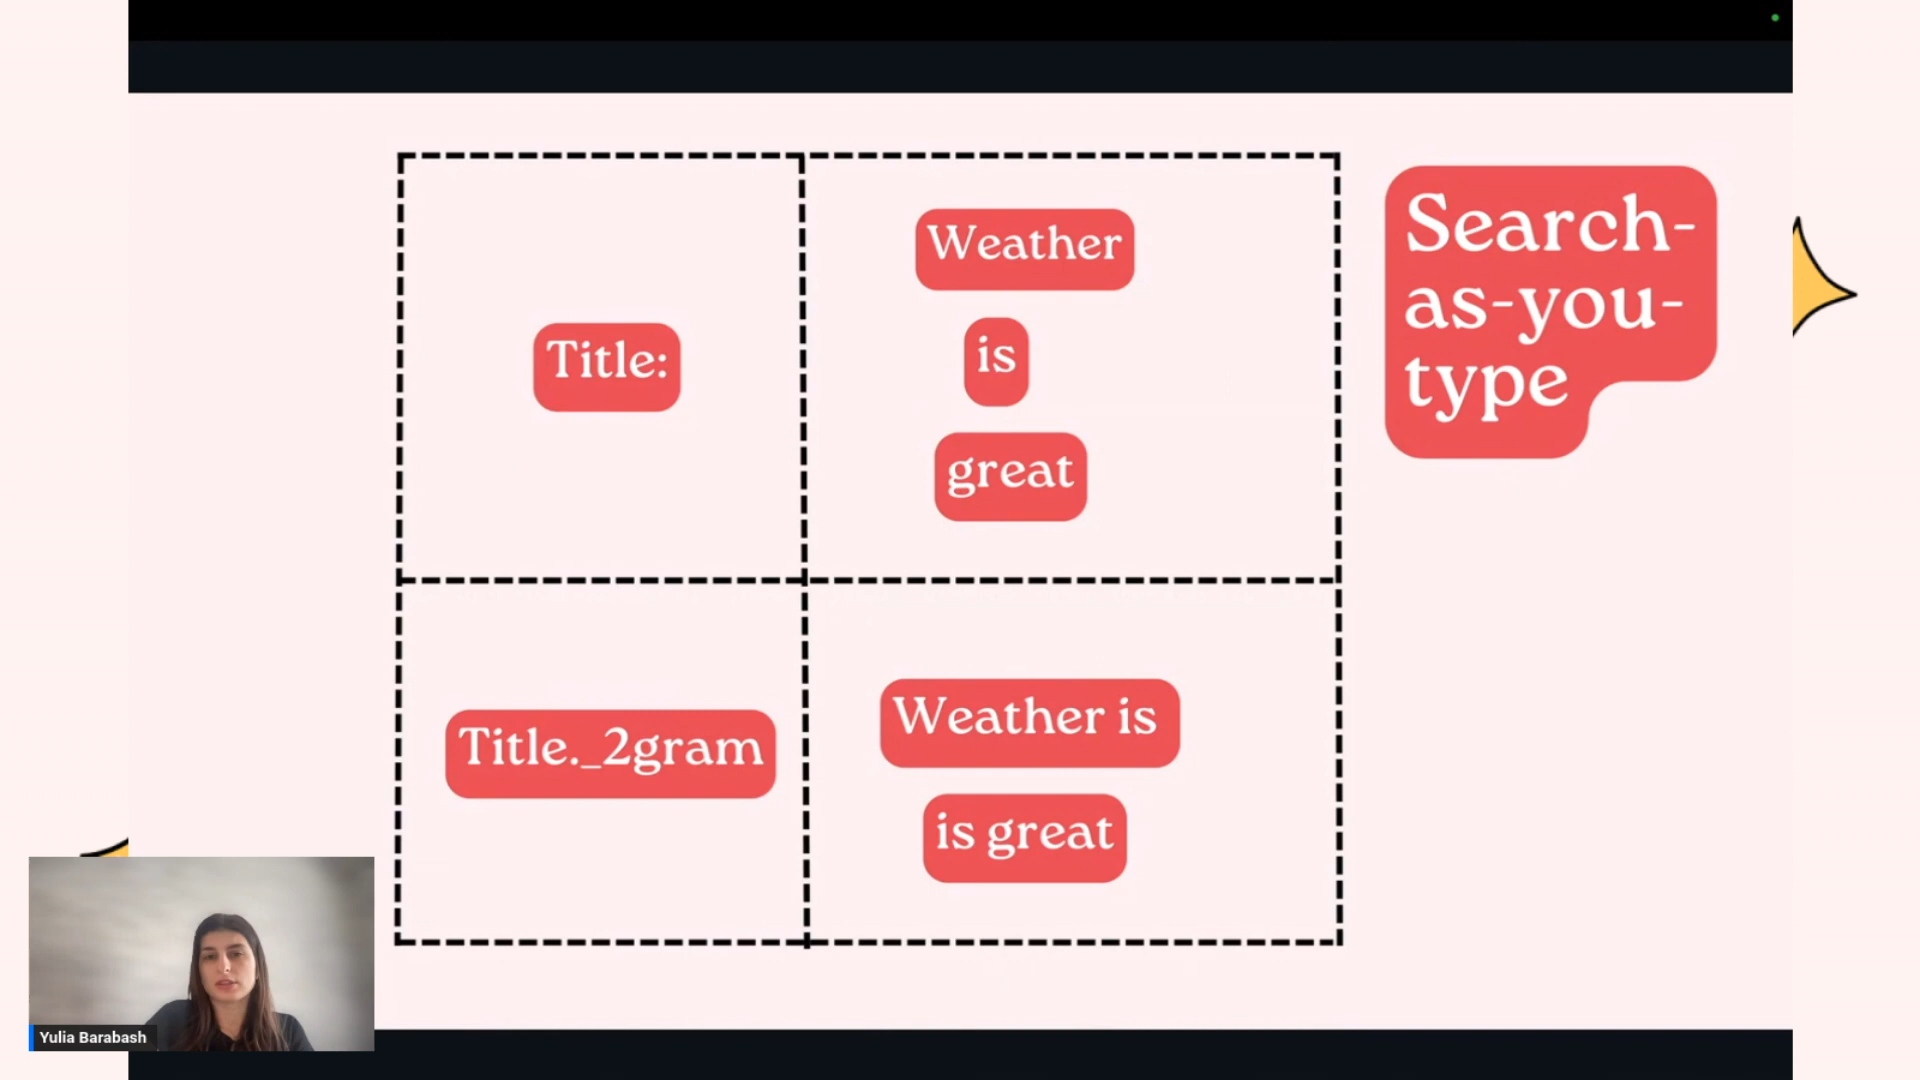 Title:
Weather
is
great
Search-
as-you-
type
Title._2gram
Weather is
is great
Yulia Barabash